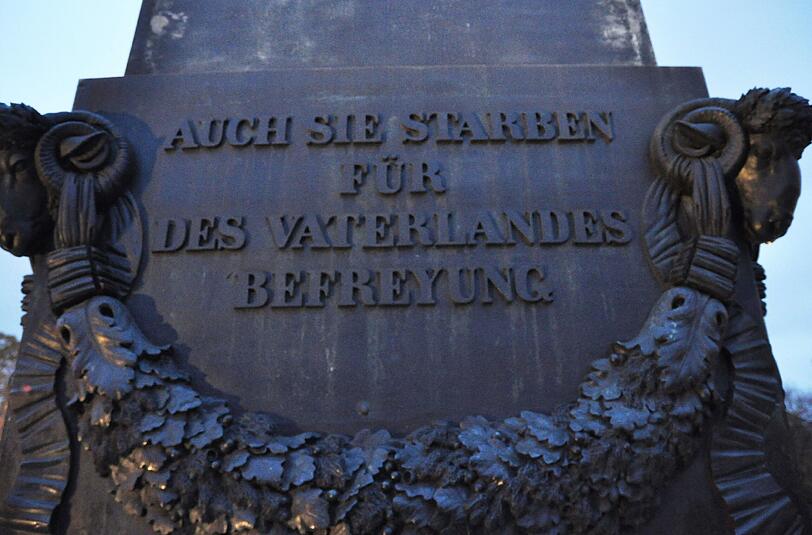 AUCH SIE STARBEN
FÜR
DES VATERLANDES
BEFREYUNG.